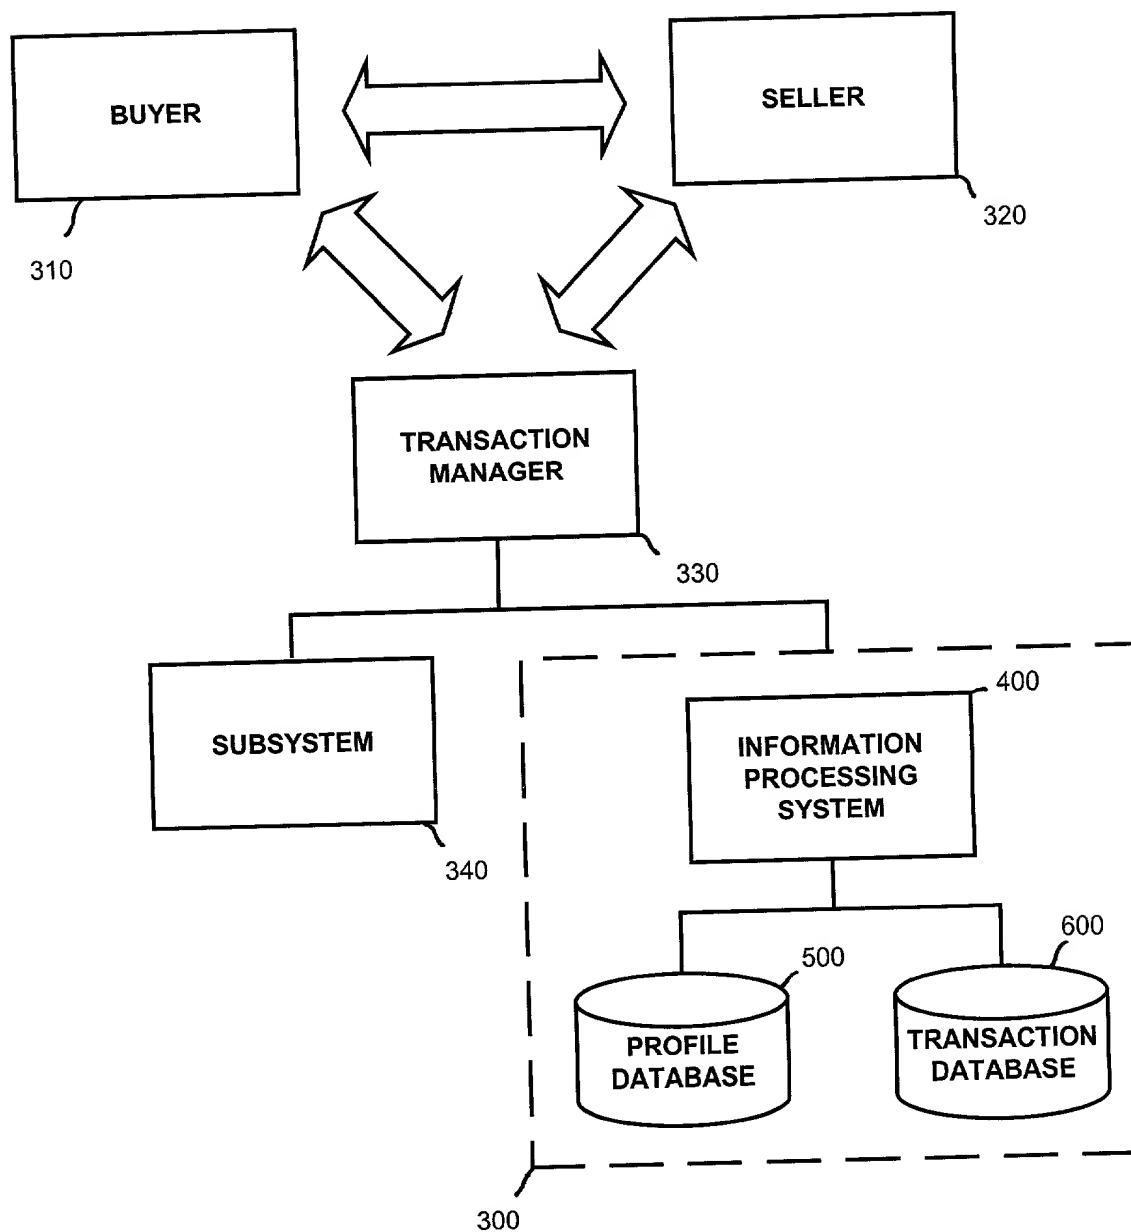 BUYER
SELLER
310
320
TRANSACTION
MANAGER
330
SUBSYSTEM
340
400
INFORMATION
PROCESSING
SYSTEM
500
600
PROFILE
DATABASE
TRANSACTION
DATABASE
300